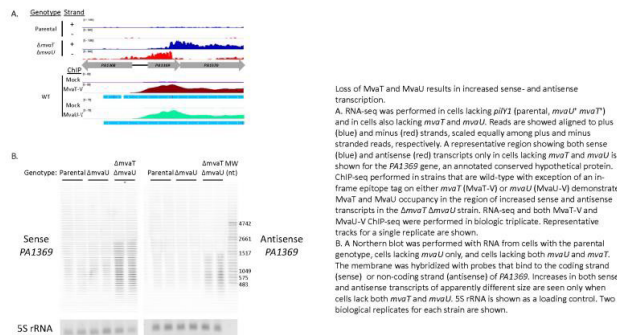 A.
Genotype Strand
Parental
+
-
ΔmvaT
ΔmvaU
+
-
PA1368
PA1369
PA1370
ChIP
WT
Mock
MvaT-V
Mock
MvaU-V
B.
ΔmvaT
ΔmvaT
Genotype: Parental ΔmvaU ΔmvaU
Parental ΔmvaU ΔmvaU MW
(nt)
4742
2661
1517
1049
575
483
Sense
PA1369
Antisense
PA1369
5S rRNA
Loss of MvaT and MvaU results in increased sense- and antisense
transcription.
A. RNA-seq was performed in cells lacking pilY1 (parental, mvaU⁺ mvaT⁺)
and in cells also lacking mvaT and mvaU. Reads are showed aligned to plus
(blue) and minus (red) strands, scaled equally among plus and minus
stranded reads, respectively. A representative region showing both sense
(blue) and antisense (red) transcripts only in cells lacking mvaT and mvaU is
shown for the PA1369 gene, an annotated conserved hypothetical protein.
ChIP-seq performed in strains that are wild-type with exception of an in-
frame epitope tag on either mvaT (MvaT-V) or mvaU (MvaU-V) demonstrate
MvaT and MvaU occupancy in the region of increased sense and antisense
transcripts in the ΔmvaT ΔmvaU strain. RNA-seq and both MvaT-V and
MvaU-V ChIP-seq were performed in biologic triplicate. Representative
tracks for a single replicate are shown.
B. A Northern blot was performed with RNA from cells with the parental
genotype, cells lacking mvaU only, and cells lacking both mvaU and mvaT.
The membrane was hybridized with probes that bind to the coding strand
(sense) or non-coding strand (antisense) of PA1369. Increases in both sense
and antisense transcripts of apparently different size are seen only when
cells lack both mvaT and mvaU. 5S rRNA is shown as a loading control. Two
biological replicates for each strain are shown.